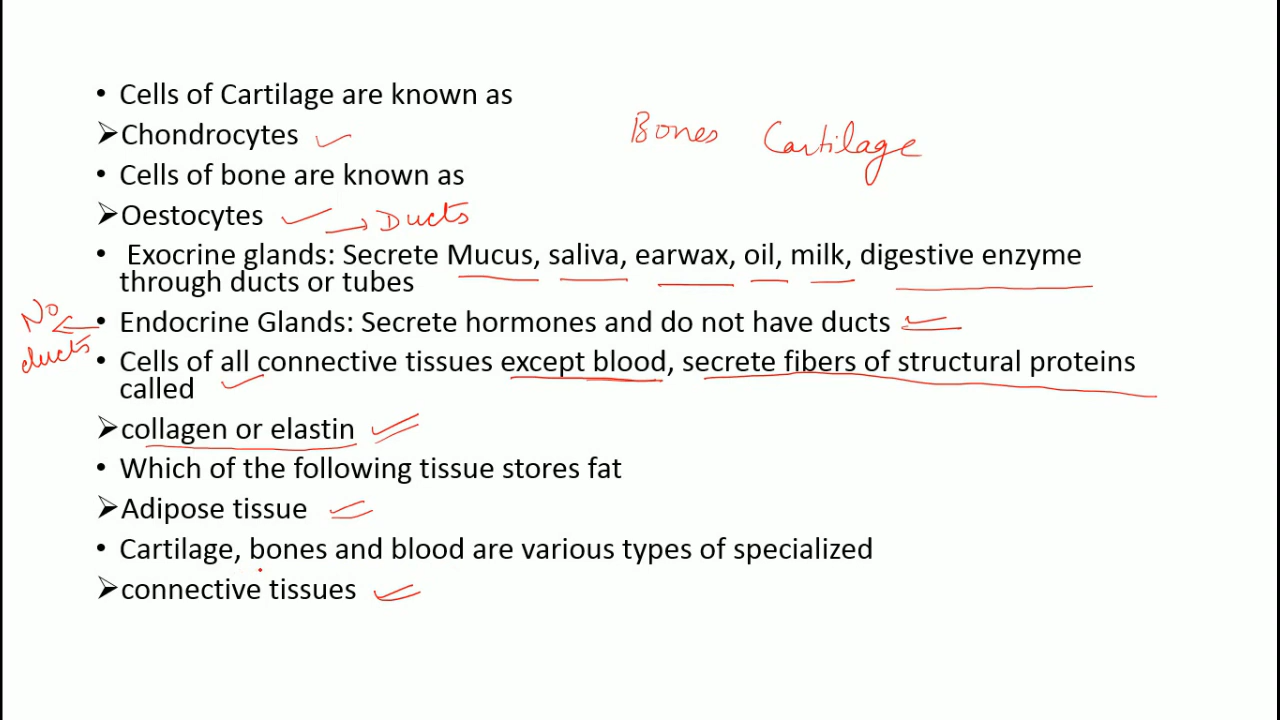 • Cells of Cartilage are known as
➢Chondrocytes
Bones Cartilage
• Cells of bone are known as
➢Oestocytes
→ Ducts
• Exocrine glands: Secrete Mucus, saliva, earwax, oil, milk, digestive enzyme
through ducts or tubes
No
ducts
• Endocrine Glands: Secrete hormones and do not have ducts
• Cells of all connective tissues except blood, secrete fibers of structural proteins
called
➢collagen or elastin
• Which of the following tissue stores fat
➢Adipose tissue
• Cartilage, bones and blood are various types of specialized
➢connective tissues